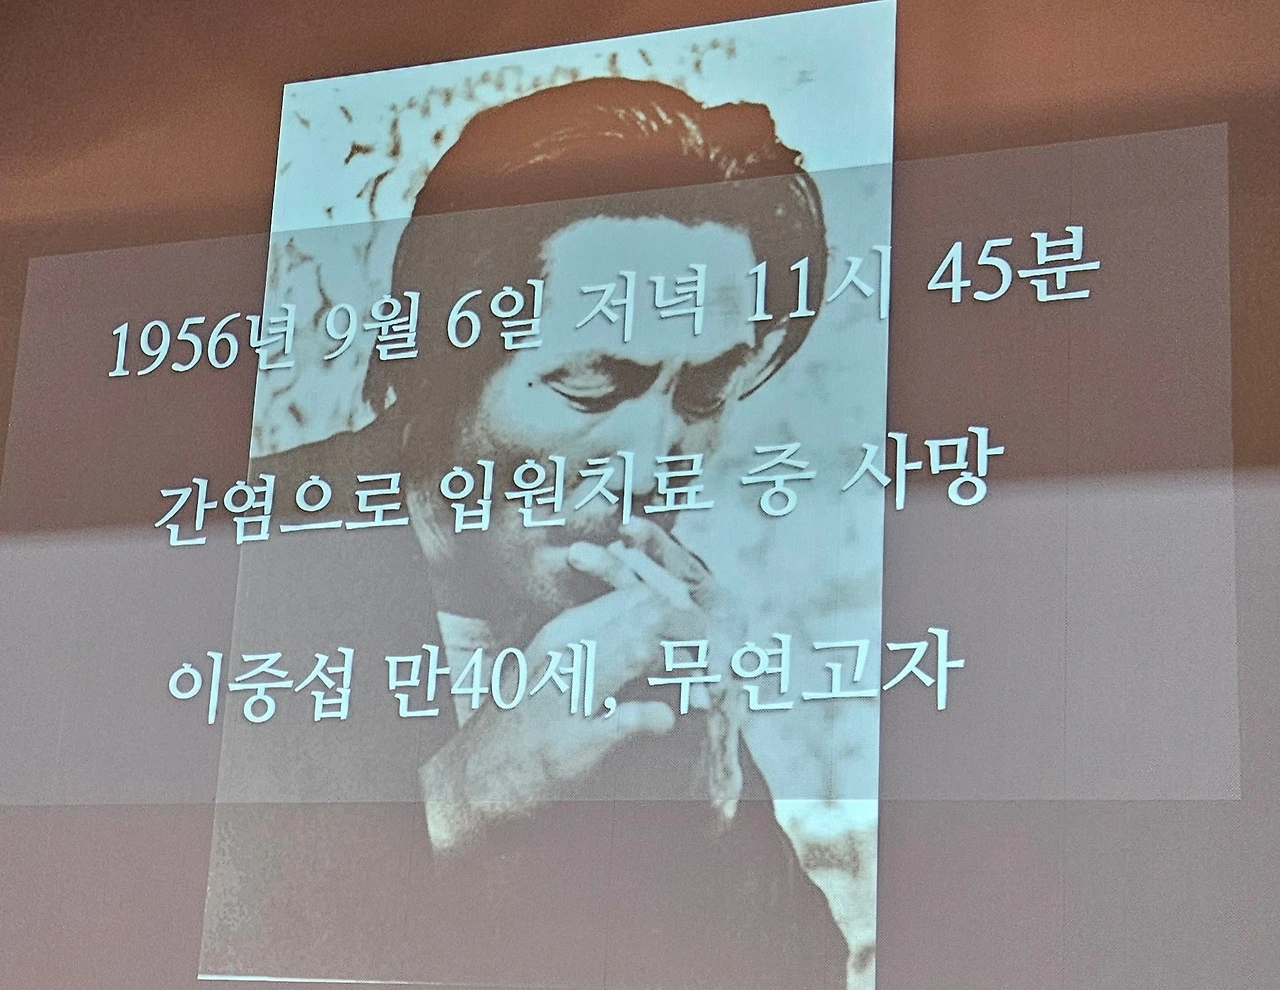 1956년 9월 6일 저녁 11시 45분
간염으로 입원치료 중 사망
이중섭 만40세, 무연고자